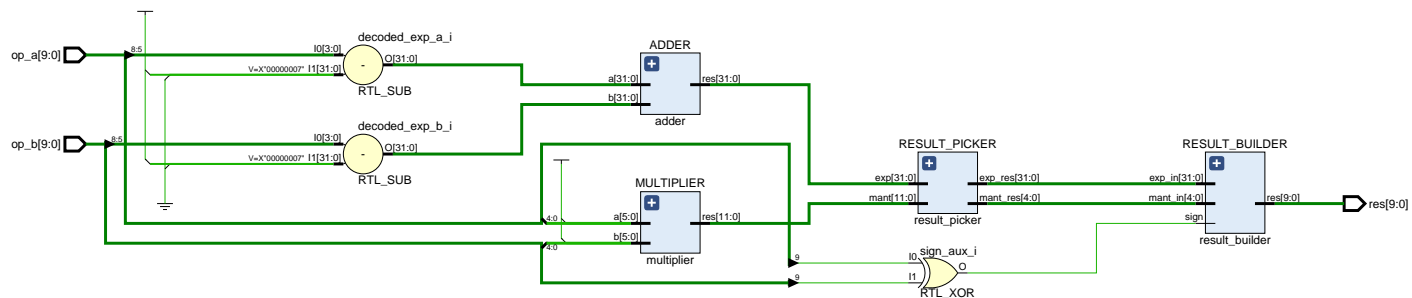 decoded_exp_a_i
op_a[9:0]
8:5
I0[3:0]
V=X"00000007" I1[31:0]
-
O[31:0]
RTL_SUB
ADDER
a[31:0]
b[31:0]
res[31:0]
adder
decoded_exp_b_i
op_b[9:0]
8:5
I0[3:0]
V=X"00000007" I1[31:0]
-
O[31:0]
RTL_SUB
MULTIPLIER
4:0
a[5:0]
4:0
b[5:0]
res[11:0]
multiplier
RESULT_PICKER
exp[31:0]
mant[11:0]
exp_res[31:0]
mant_res[4:0]
result_picker
RESULT_BUILDER
exp_in[31:0]
mant_in[4:0]
sign
res[9:0]
result_builder
res[9:0]
sign_aux_i
9
I0
9
I1
O
RTL_XOR